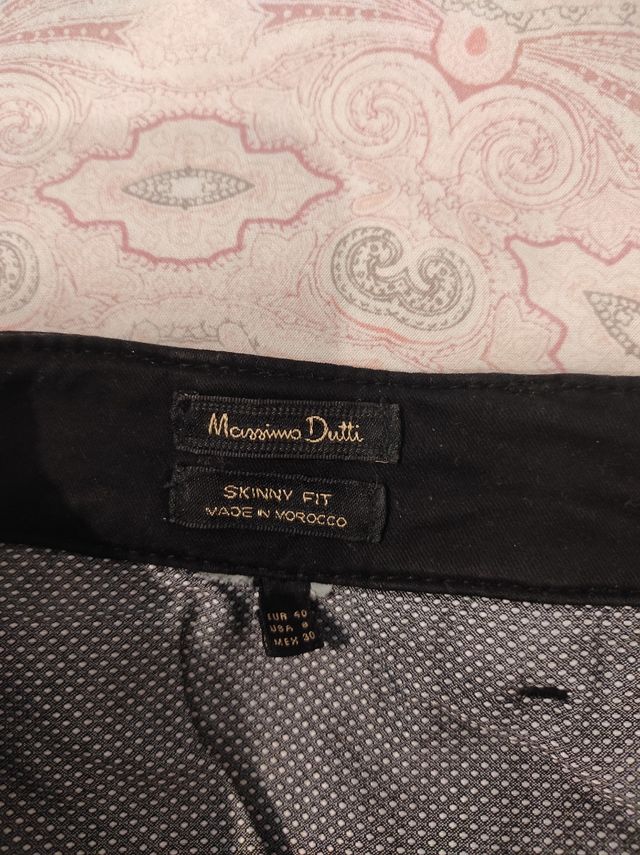 Massimo Dutti
SKINNY FIT
MADE IN MOROCCO
EUR 40
USA 8
MEX 30